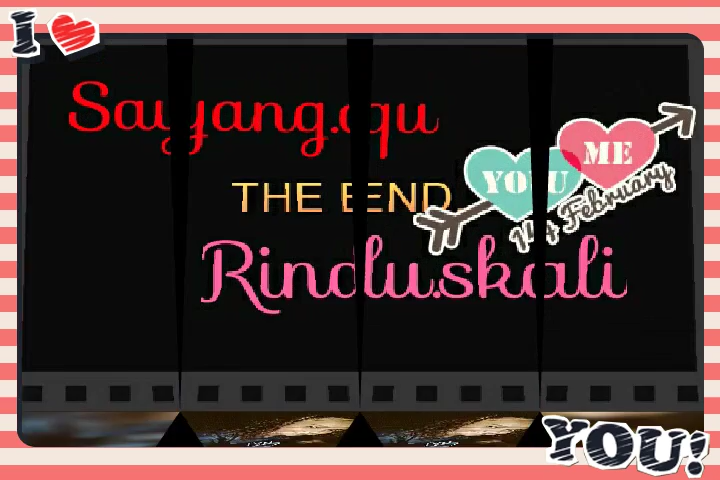 I
Sayang.qu
THE END
YOU ME
14 February
Rindu.skali
YOU!